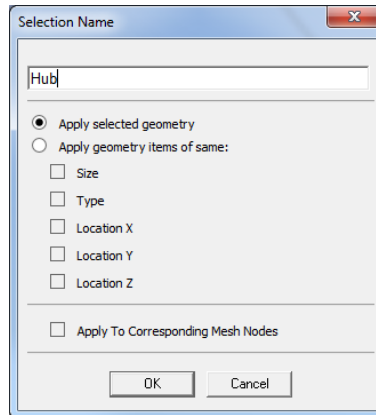 Selection Name
Hub
Apply selected geometry
Apply geometry items of same:
Size
Type
Location X
Location Y
Location Z
Apply To Corresponding Mesh Nodes
OK Cancel